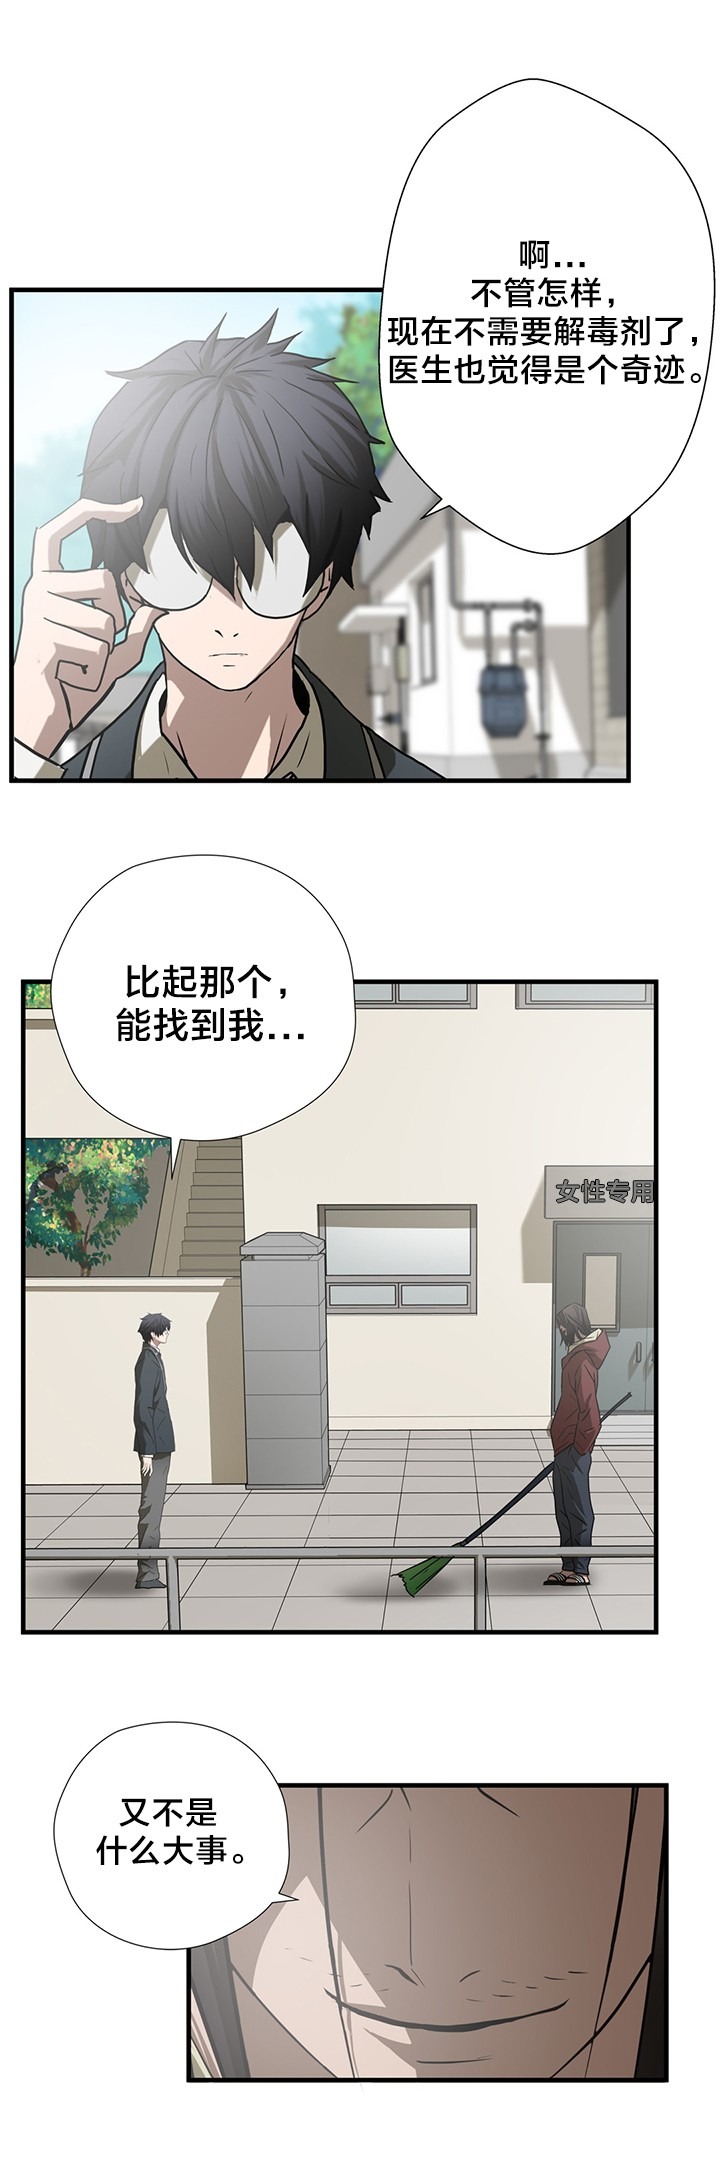 啊...
不管怎样，
现在不需要解毒剂了，
医生也觉得是个奇迹。
比起那个，
能找到我...
女性专用
又不是
什么大事。